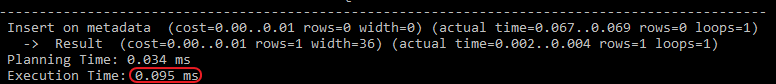 Insert on metadata  (cost=0.00..0.01 rows=0 width=0) (actual time=0.067..0.069 rows=0 loops=1)
  ->  Result  (cost=0.00..0.01 rows=1 width=36) (actual time=0.002..0.004 rows=1 loops=1)
Planning Time: 0.034 ms
Execution Time: 0.095 ms